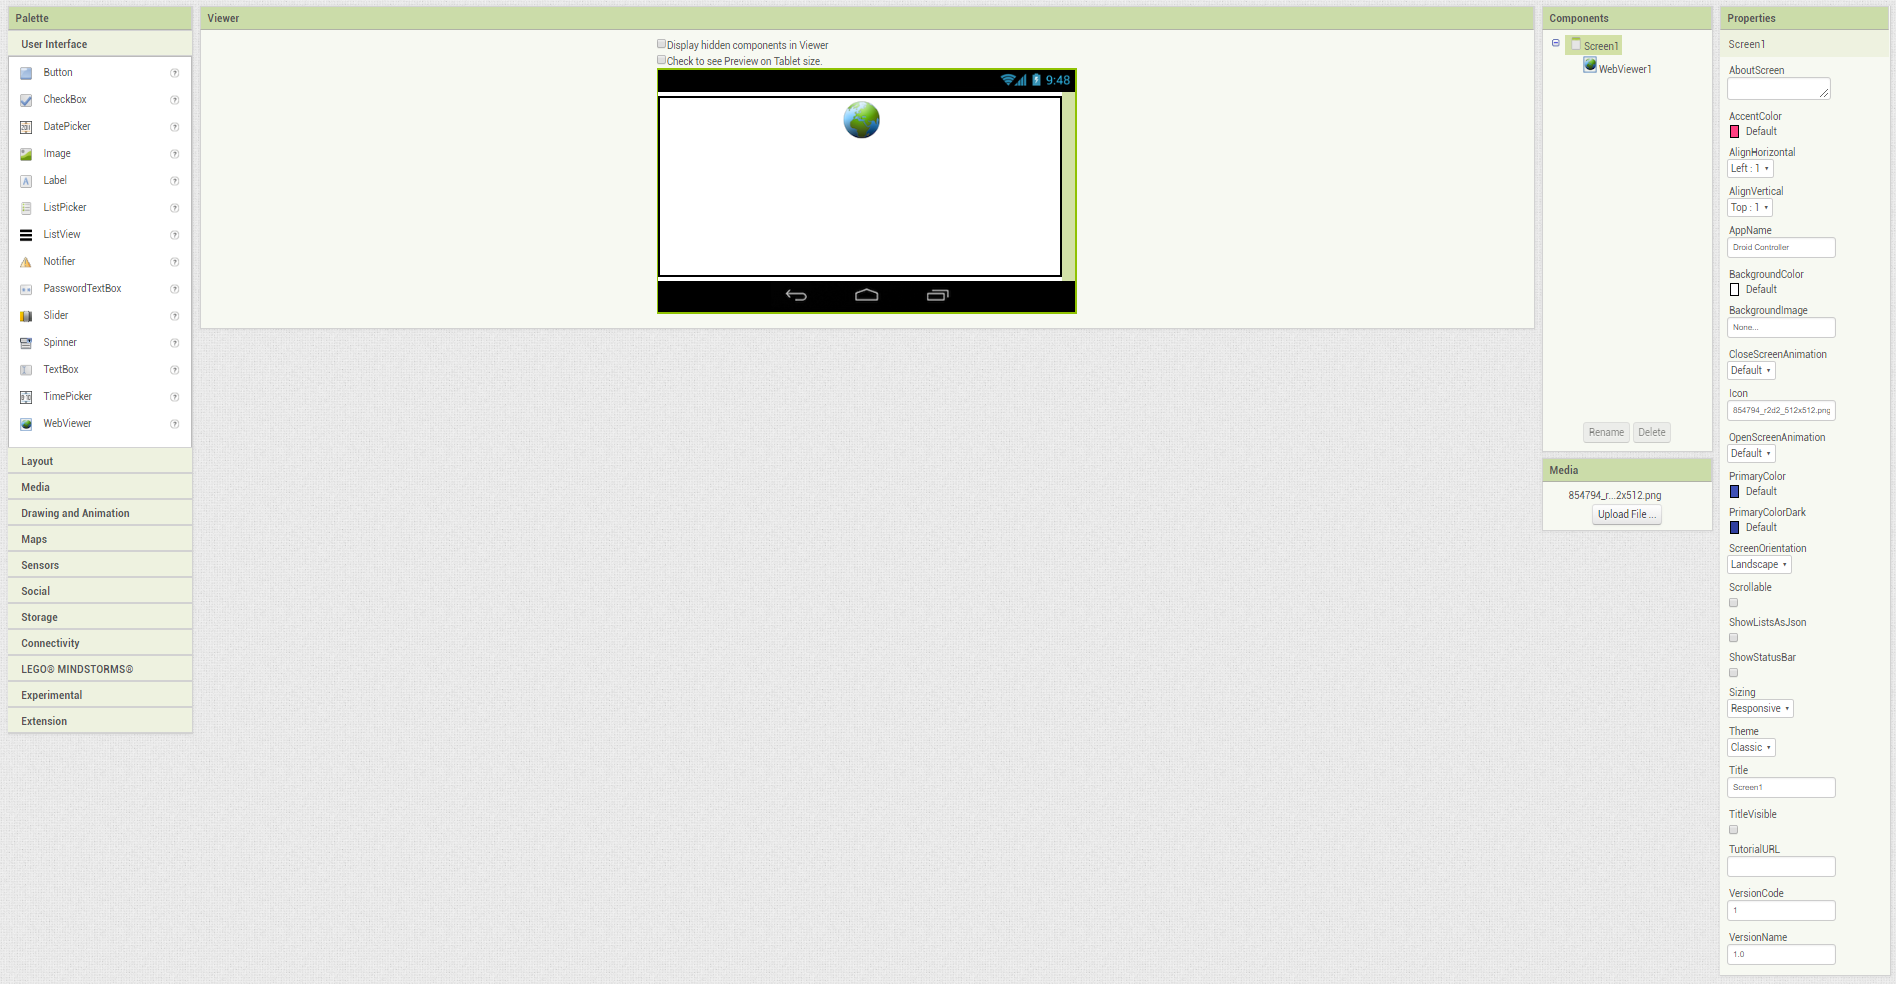 Palette
User Interface
Button
CheckBox
DatePicker
Image
Label
ListPicker
ListView
Notifier
PasswordTextBox
Slider
Spinner
TextBox
TimePicker
WebViewer
Layout
Media
Drawing and Animation
Maps
Sensors
Social
Storage
Connectivity
LEGO® MINDSTORMS®
Experimental
Extension
Viewer
Display hidden components in Viewer
Check to see Preview on Tablet size.
9:48
Components
Screen1
WebViewer1
Rename Delete
Media
854794_r...2x512.png
Upload File ...
Properties
Screen1
AboutScreen
AccentColor
Default
AlignHorizontal
Left : 1
AlignVertical
Top : 1
AppName
Droid Controller
BackgroundColor
Default
BackgroundImage
None...
CloseScreenAnimation
Default
Icon
854794_r2d2_512x512.png
OpenScreenAnimation
Default
PrimaryColor
Default
PrimaryColorDark
Default
ScreenOrientation
Landscape
Scrollable
ShowListsAsJson
ShowStatusBar
Sizing
Responsive
Theme
Classic
Title
Screen1
TitleVisible
TutorialURL
VersionCode
1
VersionName
1.0